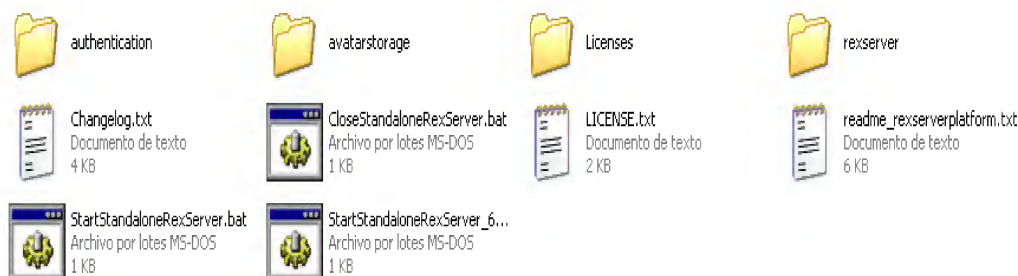 authentication
avatarstorage
Licenses
rexserver
Changelog.txt
Documento de texto
4 KB
CloseStandaloneRexServer.bat
Archivo por lotes MS-DOS
1 KB
LICENSE.txt
Documento de texto
2 KB
readme_rexserverplatform.txt
Documento de texto
6 KB
StartStandaloneRexServer.bat
Archivo por lotes MS-DOS
1 KB
StartStandaloneRexServer_6...
Archivo por lotes MS-DOS
1 KB